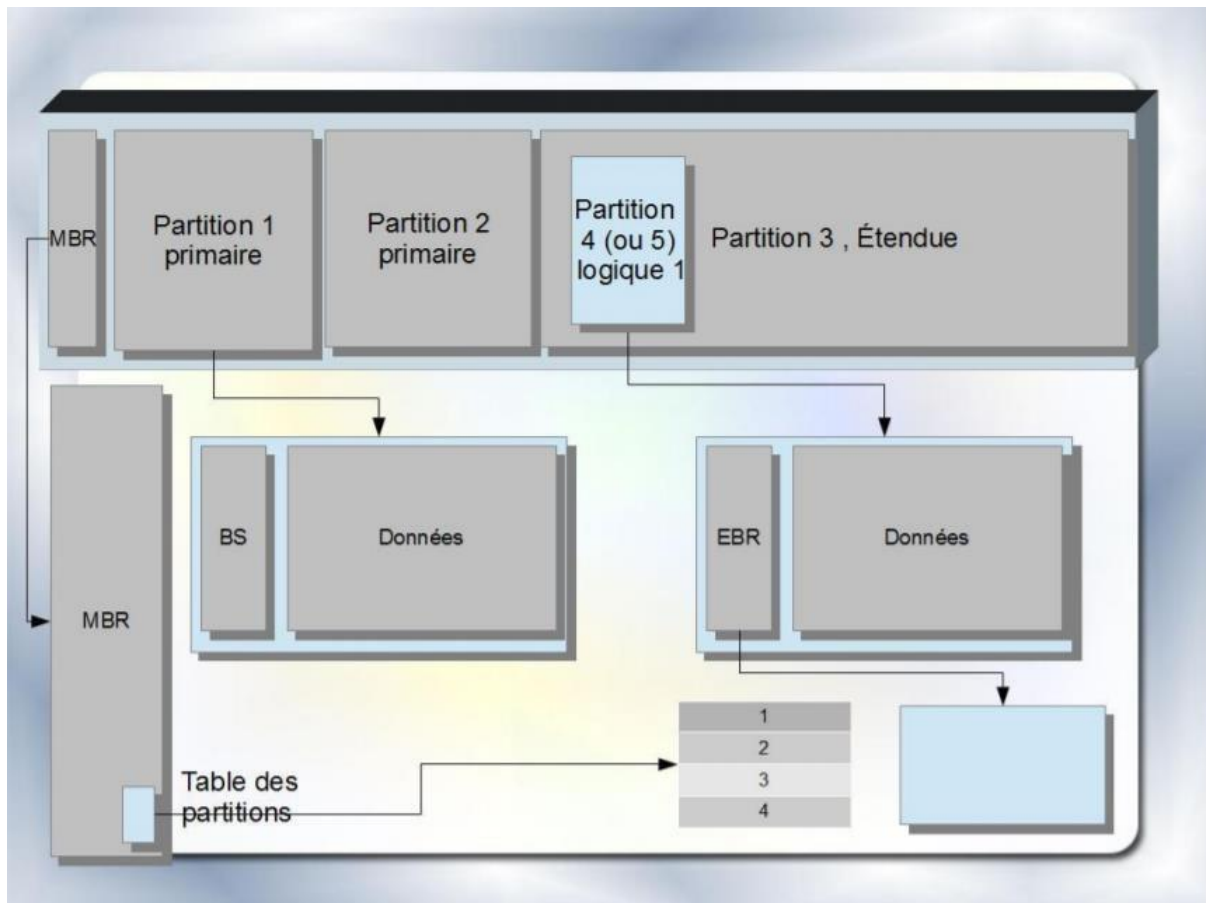 MBR
Partition 1
primaire
Partition 2
primaire
Partition
4 (ou 5)
logique 1
Partition 3 , Étendue
MBR
BS
Données
EBR
Données
Table des
partitions
1
2
3
4